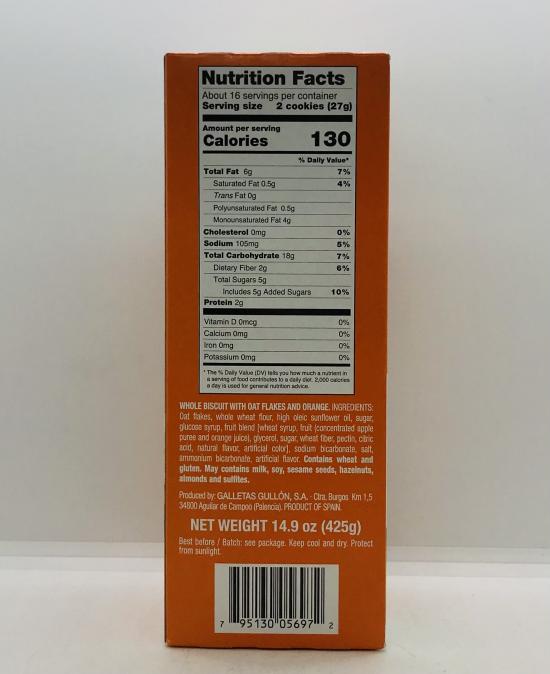 Nutrition Facts
About 16 servings per container
Serving size 2 cookies (27g)
Amount per serving
Calories 130
% Daily Value*
Total Fat 6g 7%
Saturated Fat 0.5g 4%
Trans Fat 0g
Polyunsaturated Fat 0.5g
Monounsaturated Fat 4g
Cholesterol 0mg 0%
Sodium 105mg 5%
Total Carbohydrate 18g 7%
Dietary Fiber 2g 6%
Total Sugars 5g
Includes 5g Added Sugars 10%
Protein 2g
Vitamin D 0mcg 0%
Calcium 0mg 0%
Iron 0mg 0%
Potassium 0mg 0%
* The % Daily Value (DV) tells you how much a nutrient in
a serving of food contributes to a daily diet. 2,000 calories
a day is used for general nutrition advice.
WHOLE BISCUIT WITH OAT FLAKES AND ORANGE. INGREDIENTS:
Oat flakes, whole wheat flour, high oleic sunflower oil, sugar,
glucose syrup, fruit blend [wheat syrup, fruit (concentrated apple
puree and orange juice), glycerol, sugar, wheat fiber, pectin, citric
acid, natural flavor, artificial color], sodium bicarbonate, salt,
ammonium bicarbonate, artificial flavor. Contains wheat and
gluten. May contains milk, soy, sesame seeds, hazelnuts,
almonds and sulfites.
Produced by: GALLETAS GULLÓN, S.A. - Ctra. Burgos Km 1,5
34800 Aguilar de Campoo (Palencia). PRODUCT OF SPAIN.
NET WEIGHT 14.9 oz (425g)
Best before / Batch: see package. Keep cool and dry. Protect
from sunlight.
7 95130 05697 2